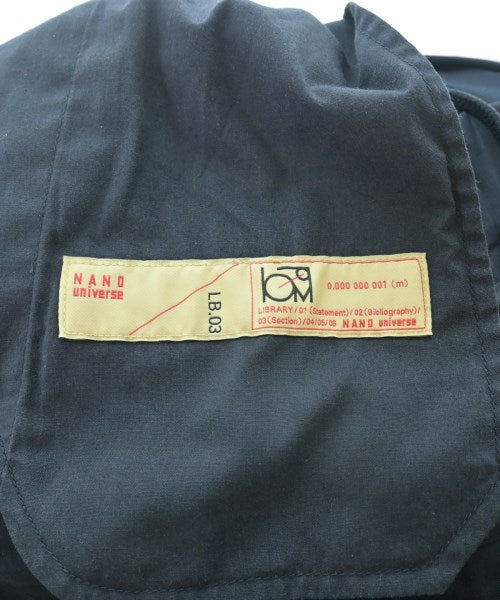 NANO
universe
LB.03
0.000 000 001 (m)
LIBRARY/01(Statement)/02(Bibliography)/
03(Section)/04/05/06 NANO universe